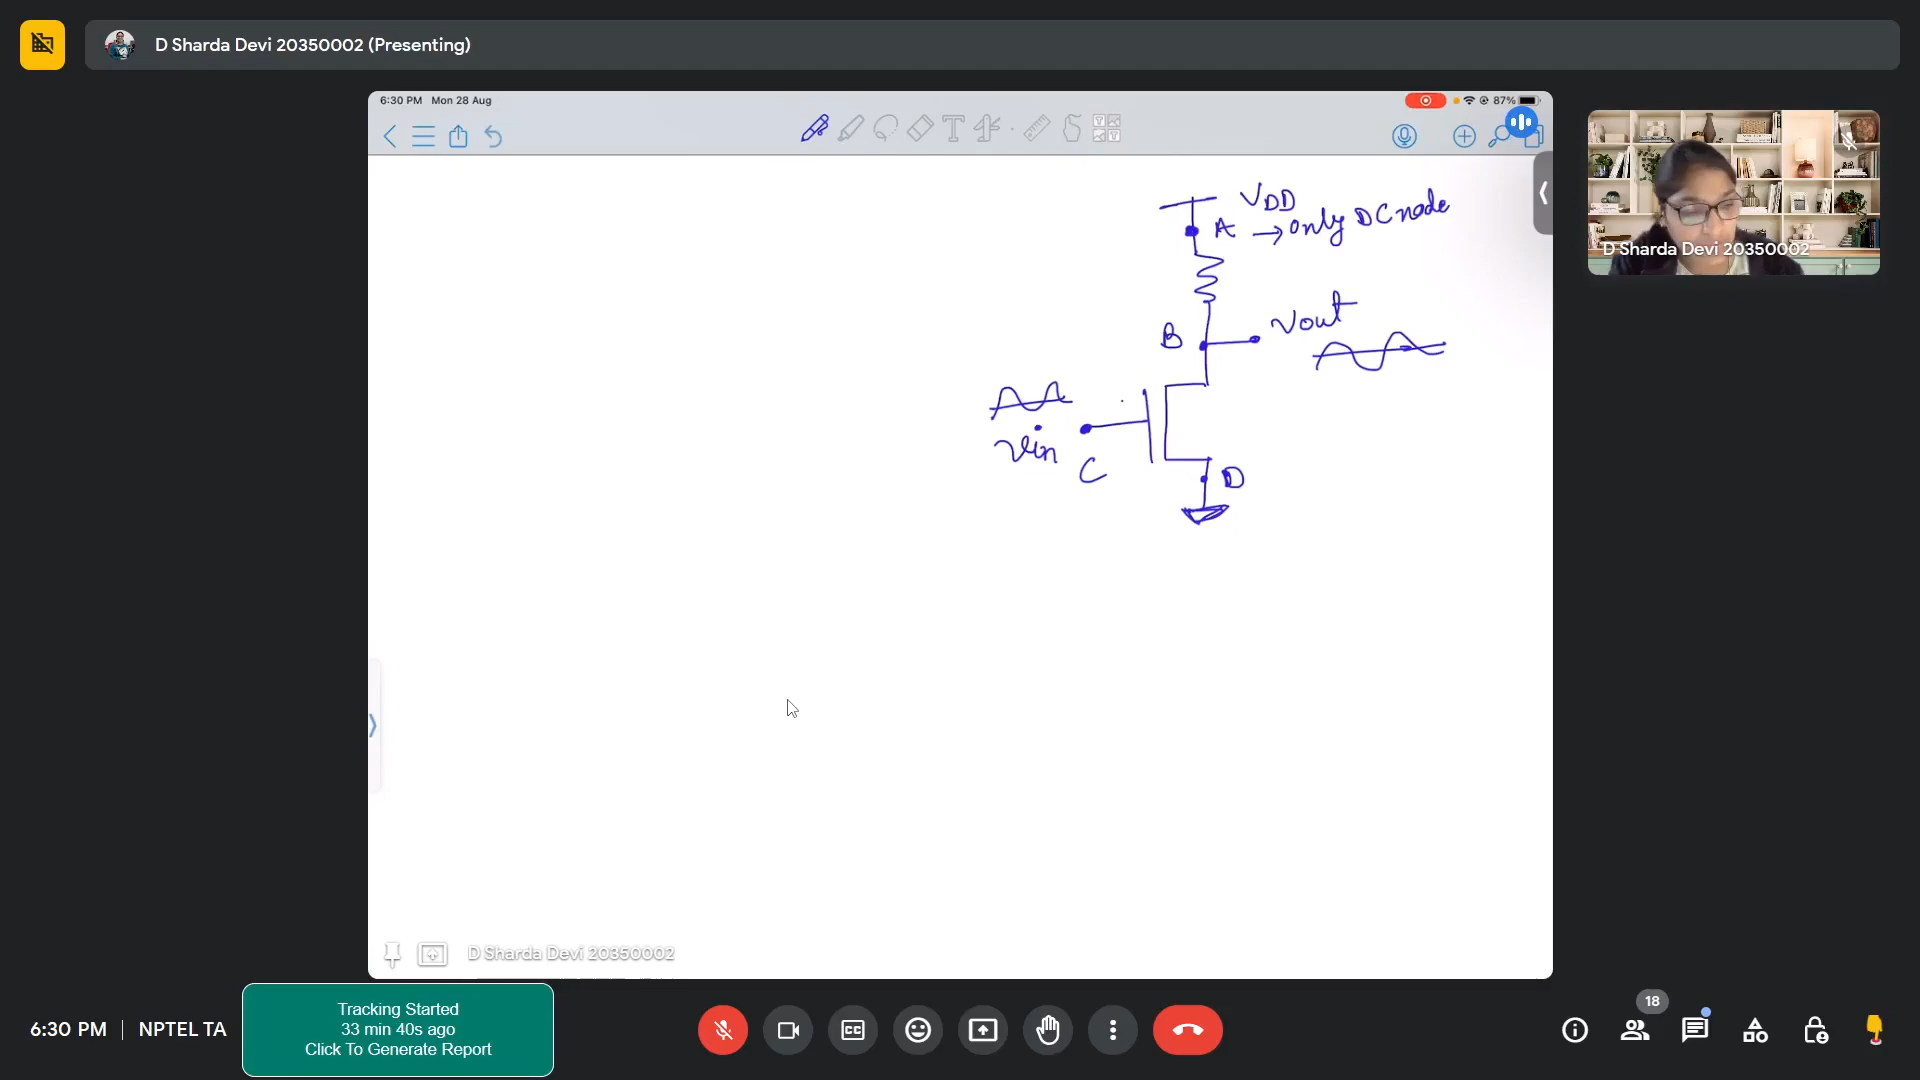 D Sharda Devi 20350002 (Presenting)
6:30 PM Mon 28 Aug
87%
T
VDD
A → only DC node
B
Vout
Vin
C
D
D Sharda Devi 20350002
D Sharda Devi 20350002
6:30 PM | NPTEL TA
Tracking Started
33 min 40s ago
Click To Generate Report
CC
18